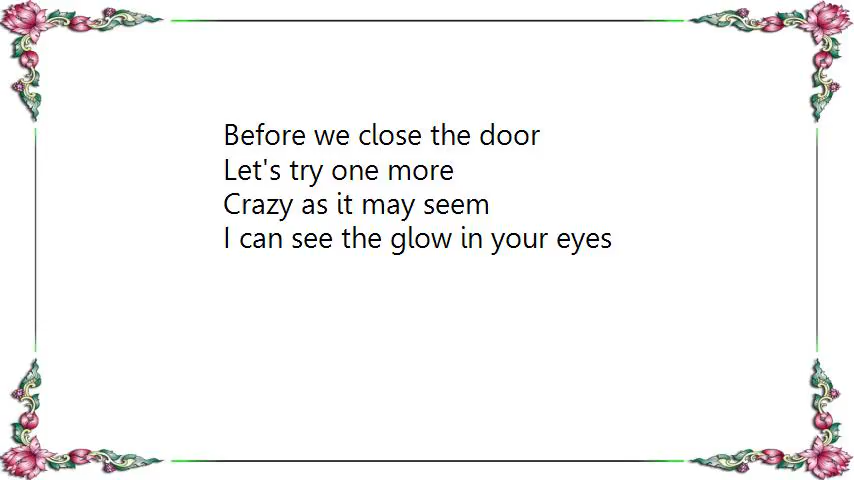 Before we close the door
Let's try one more
Crazy as it may seem
I can see the glow in your eyes